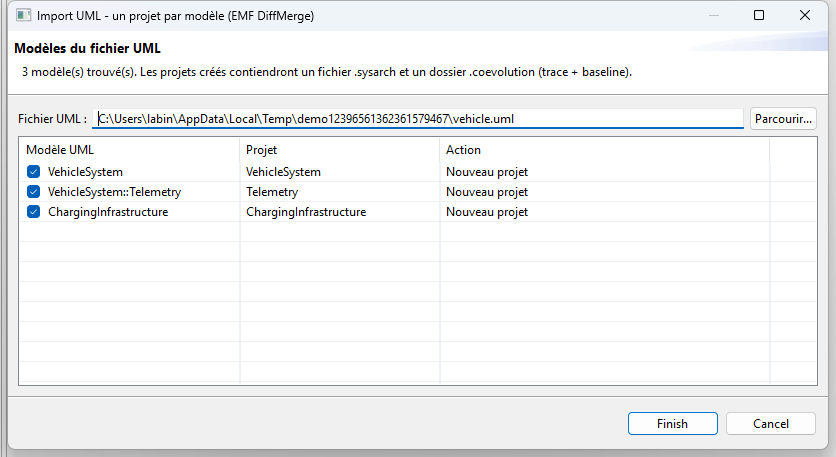 Import UML - un projet par modèle (EMF DiffMerge)
Modèles du fichier UML
3 modèle(s) trouvé(s). Les projets créés contiendront un fichier .sysarch et un dossier .coevolution (trace + baseline).
Fichier UML : C:\Users\labin\AppData\Local\Temp\demo12396561362361579467\vehicle.uml Parcourir...
Modèle UML Projet Action
VehicleSystem VehicleSystem Nouveau projet
VehicleSystem::Telemetry Telemetry Nouveau projet
ChargingInfrastructure ChargingInfrastructure Nouveau projet
Finish Cancel